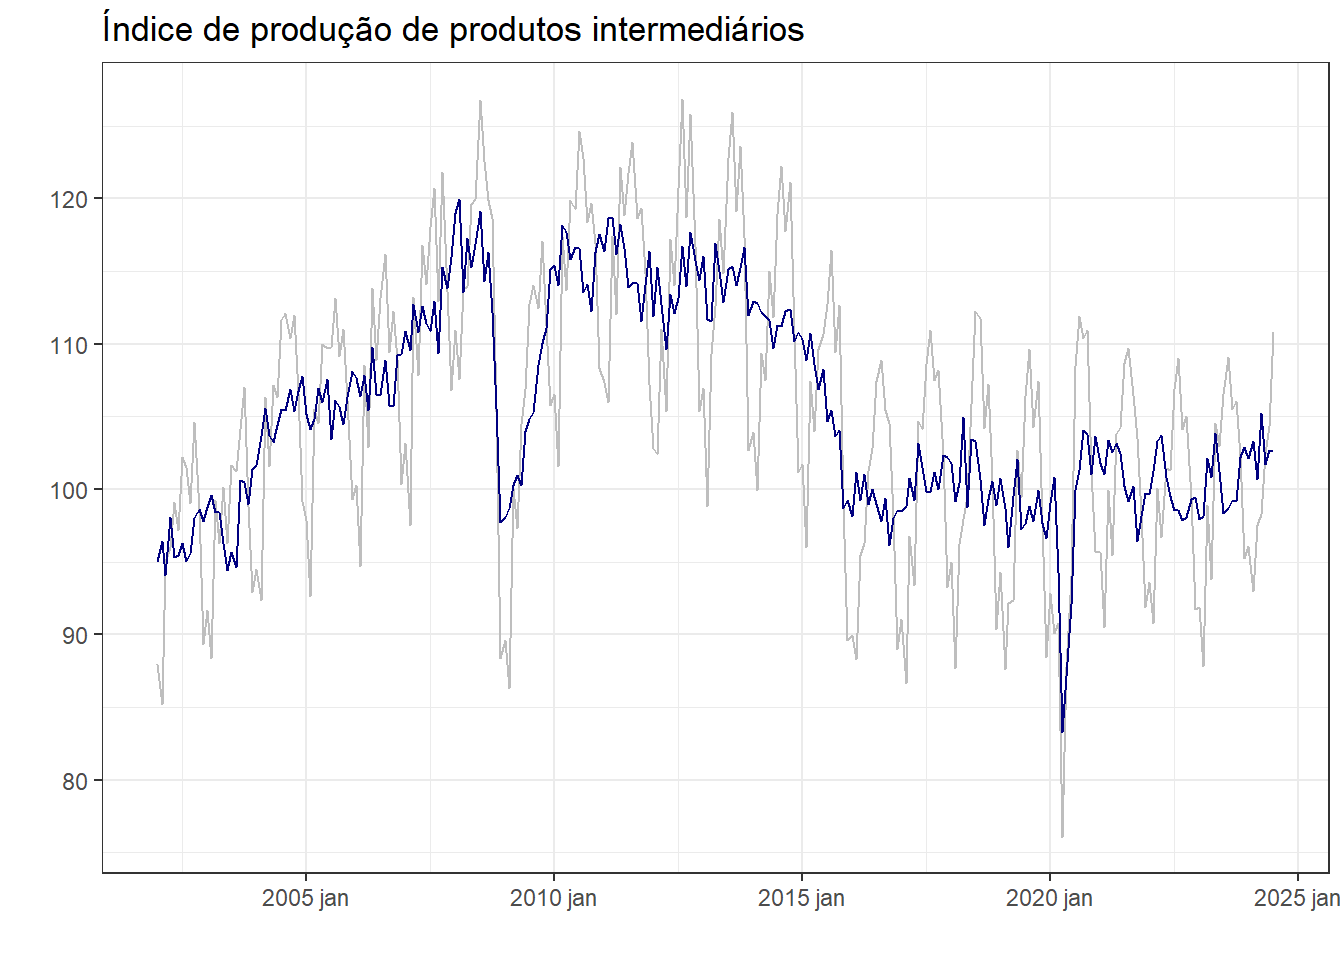 Índice de produção de produtos intermediários
120
110
100
90
80
2005 jan
2010 jan
2015 jan
2020 jan
2025 jan